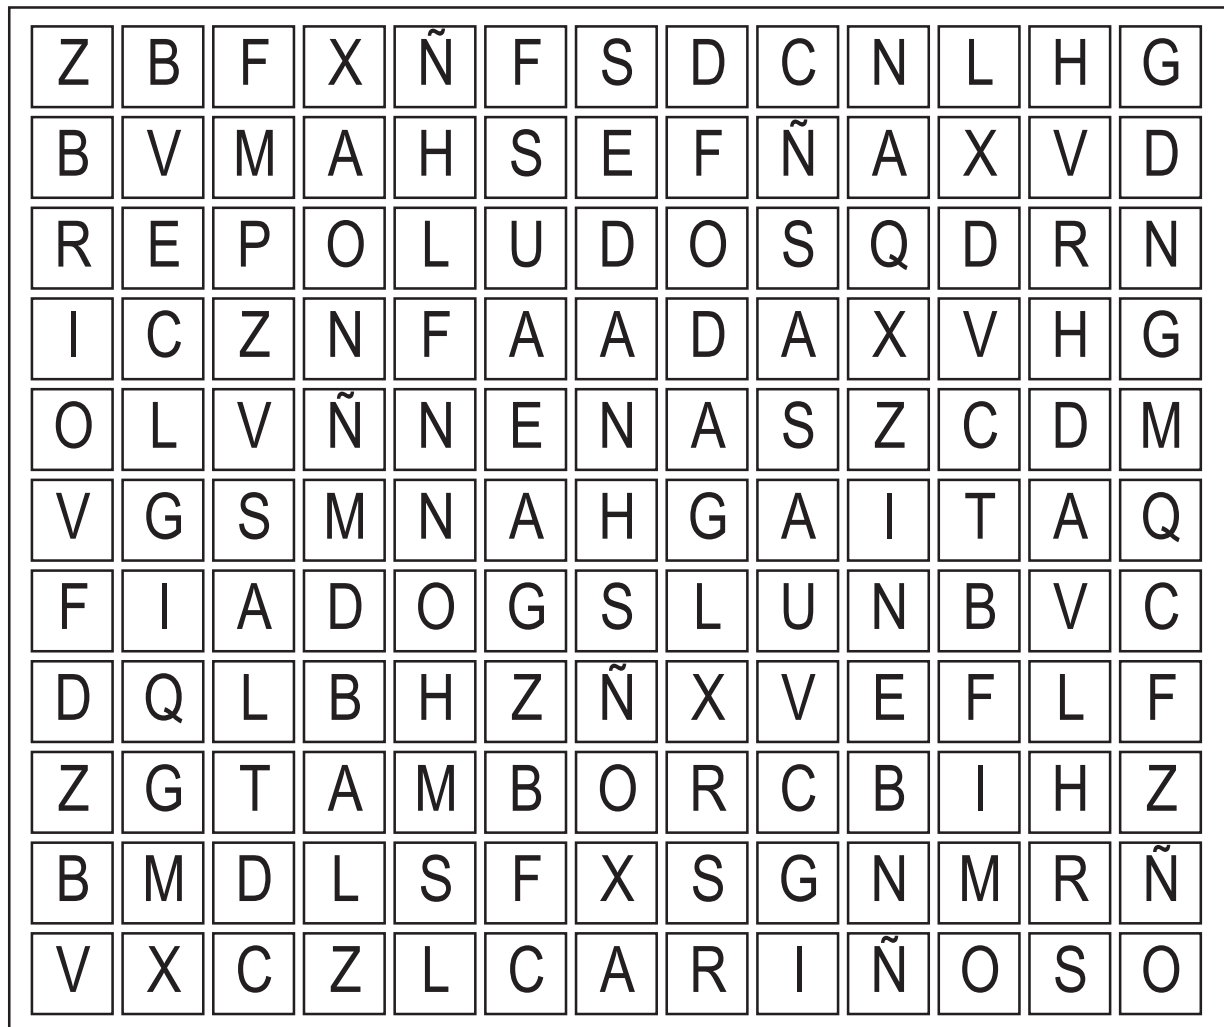 Z B F X Ñ F S D C N L H G
B V M A H S E F Ñ A X V D
R E P O L U D O S Q D R N
I C Z N F A A D A X V H G
O L V Ñ N E N A S Z C D M
V G S M N A H G A I T A Q
F I A D O G S L U N B V C
D Q L B H Z Ñ X V E F L F
Z G T A M B O R C B I H Z
B M D L S F X S G N M R Ñ
V X C Z L C A R I Ñ O S O